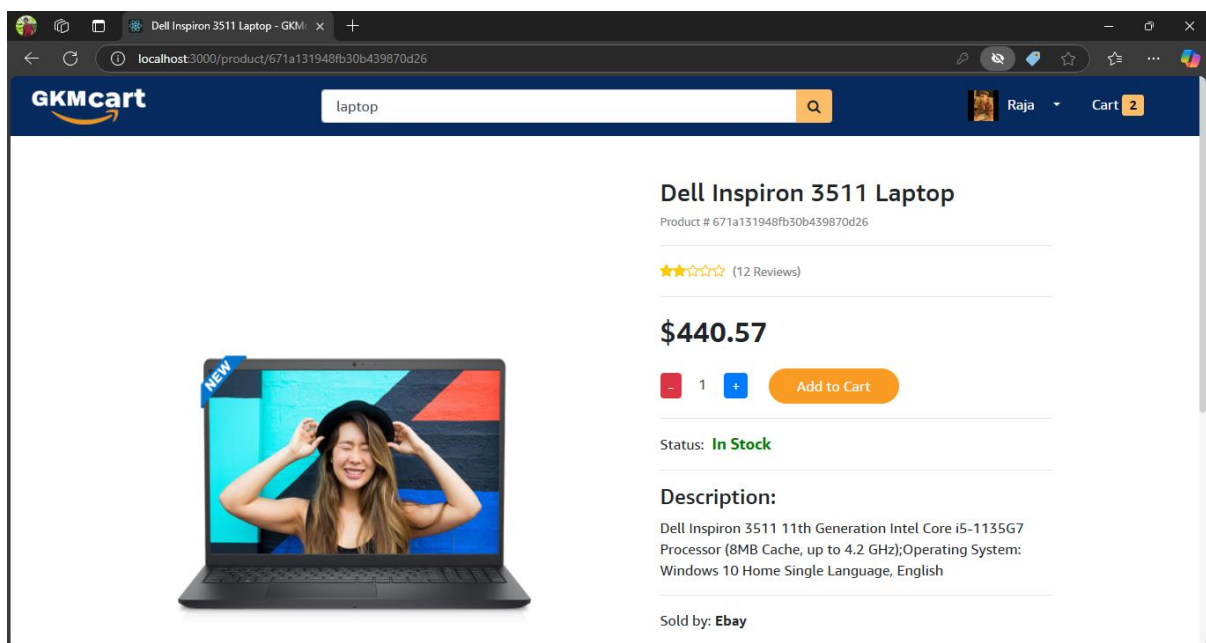 Dell Inspiron 3511 Laptop - GKMc
localhost:3000/product/671a131948fb30b439870d26
GKMcart
laptop
Raja
Cart 2
Dell Inspiron 3511 Laptop
Product # 671a131948fb30b439870d26
(12 Reviews)
$440.57
- 1 + Add to Cart
Status: In Stock
Description:
Dell Inspiron 3511 11th Generation Intel Core i5-1135G7
Processor (8MB Cache, up to 4.2 GHz);Operating System:
Windows 10 Home Single Language, English
Sold by: Ebay
NEW